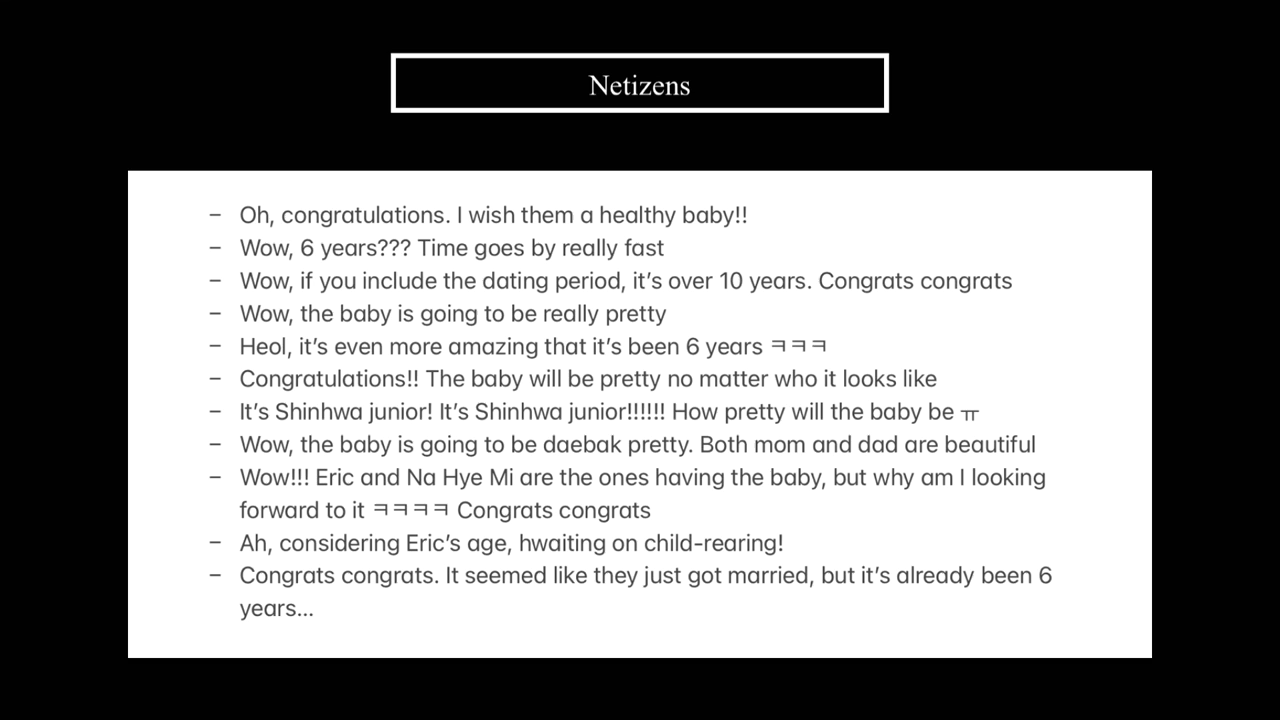 Netizens
– Oh, congratulations. I wish them a healthy baby!!
– Wow, 6 years??? Time goes by really fast
– Wow, if you include the dating period, it’s over 10 years. Congrats congrats
– Wow, the baby is going to be really pretty
– Heol, it’s even more amazing that it’s been 6 years ㅋㅋㅋ
– Congratulations!! The baby will be pretty no matter who it looks like
– It’s Shinhwa junior! It’s Shinhwa junior!!!!!! How pretty will the baby be ㅠ
– Wow, the baby is going to be daebak pretty. Both mom and dad are beautiful
– Wow!!! Eric and Na Hye Mi are the ones having the baby, but why am I looking
forward to it ㅋㅋㅋㅋ Congrats congrats
– Ah, considering Eric’s age, hwaiting on child-rearing!
– Congrats congrats. It seemed like they just got married, but it’s already been 6
years...